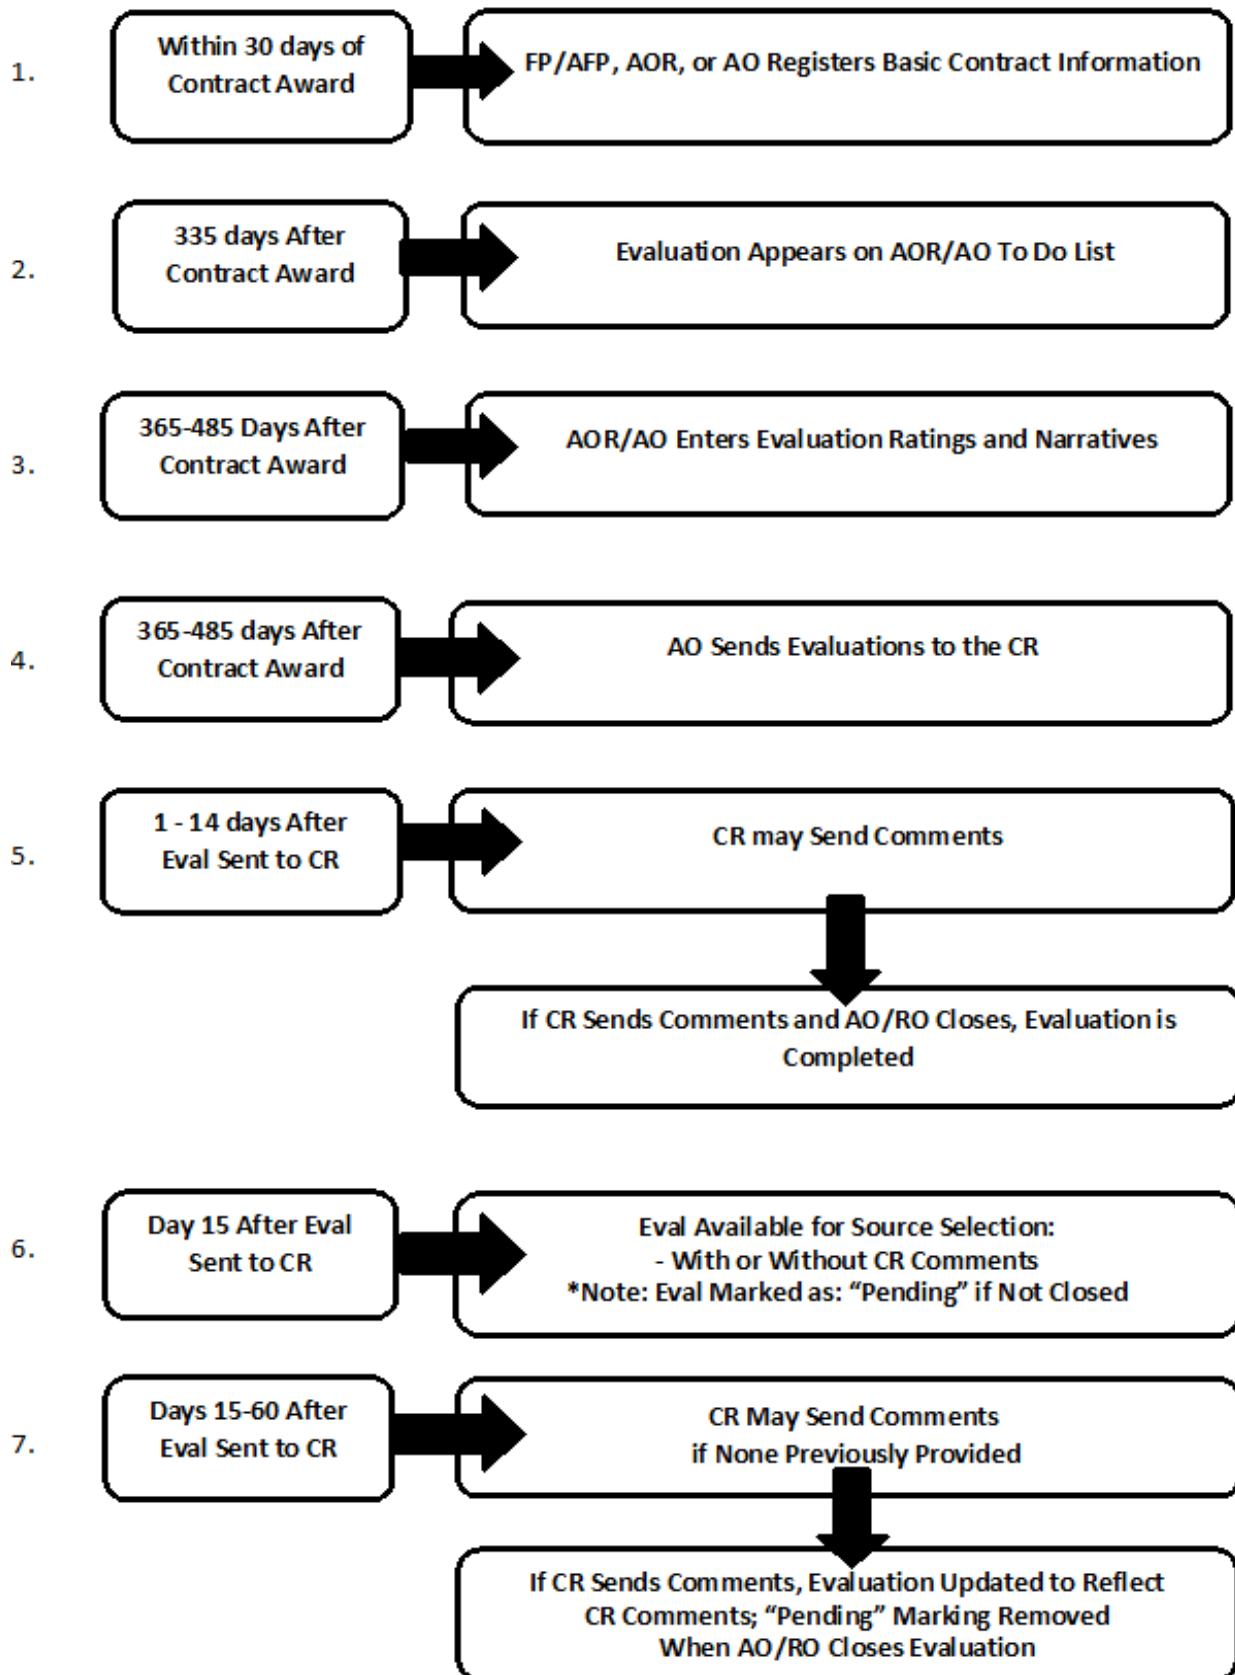 1.
Within 30 days of
Contract Award
FP/AFP, AOR, or AO Registers Basic Contract Information
2.
335 days After
Contract Award
Evaluation Appears on AOR/AO To Do List
3.
365-485 Days After
Contract Award
AOR/AO Enters Evaluation Ratings and Narratives
4.
365-485 days After
Contract Award
AO Sends Evaluations to the CR
5.
1 - 14 days After
Eval Sent to CR
CR may Send Comments
If CR Sends Comments and AO/RO Closes, Evaluation is
Completed
6.
Day 15 After Eval
Sent to CR
Eval Available for Source Selection:
- With or Without CR Comments
*Note: Eval Marked as: “Pending” if Not Closed
7.
Days 15-60 After
Eval Sent to CR
CR May Send Comments
if None Previously Provided
If CR Sends Comments, Evaluation Updated to Reflect
CR Comments; “Pending” Marking Removed
When AO/RO Closes Evaluation